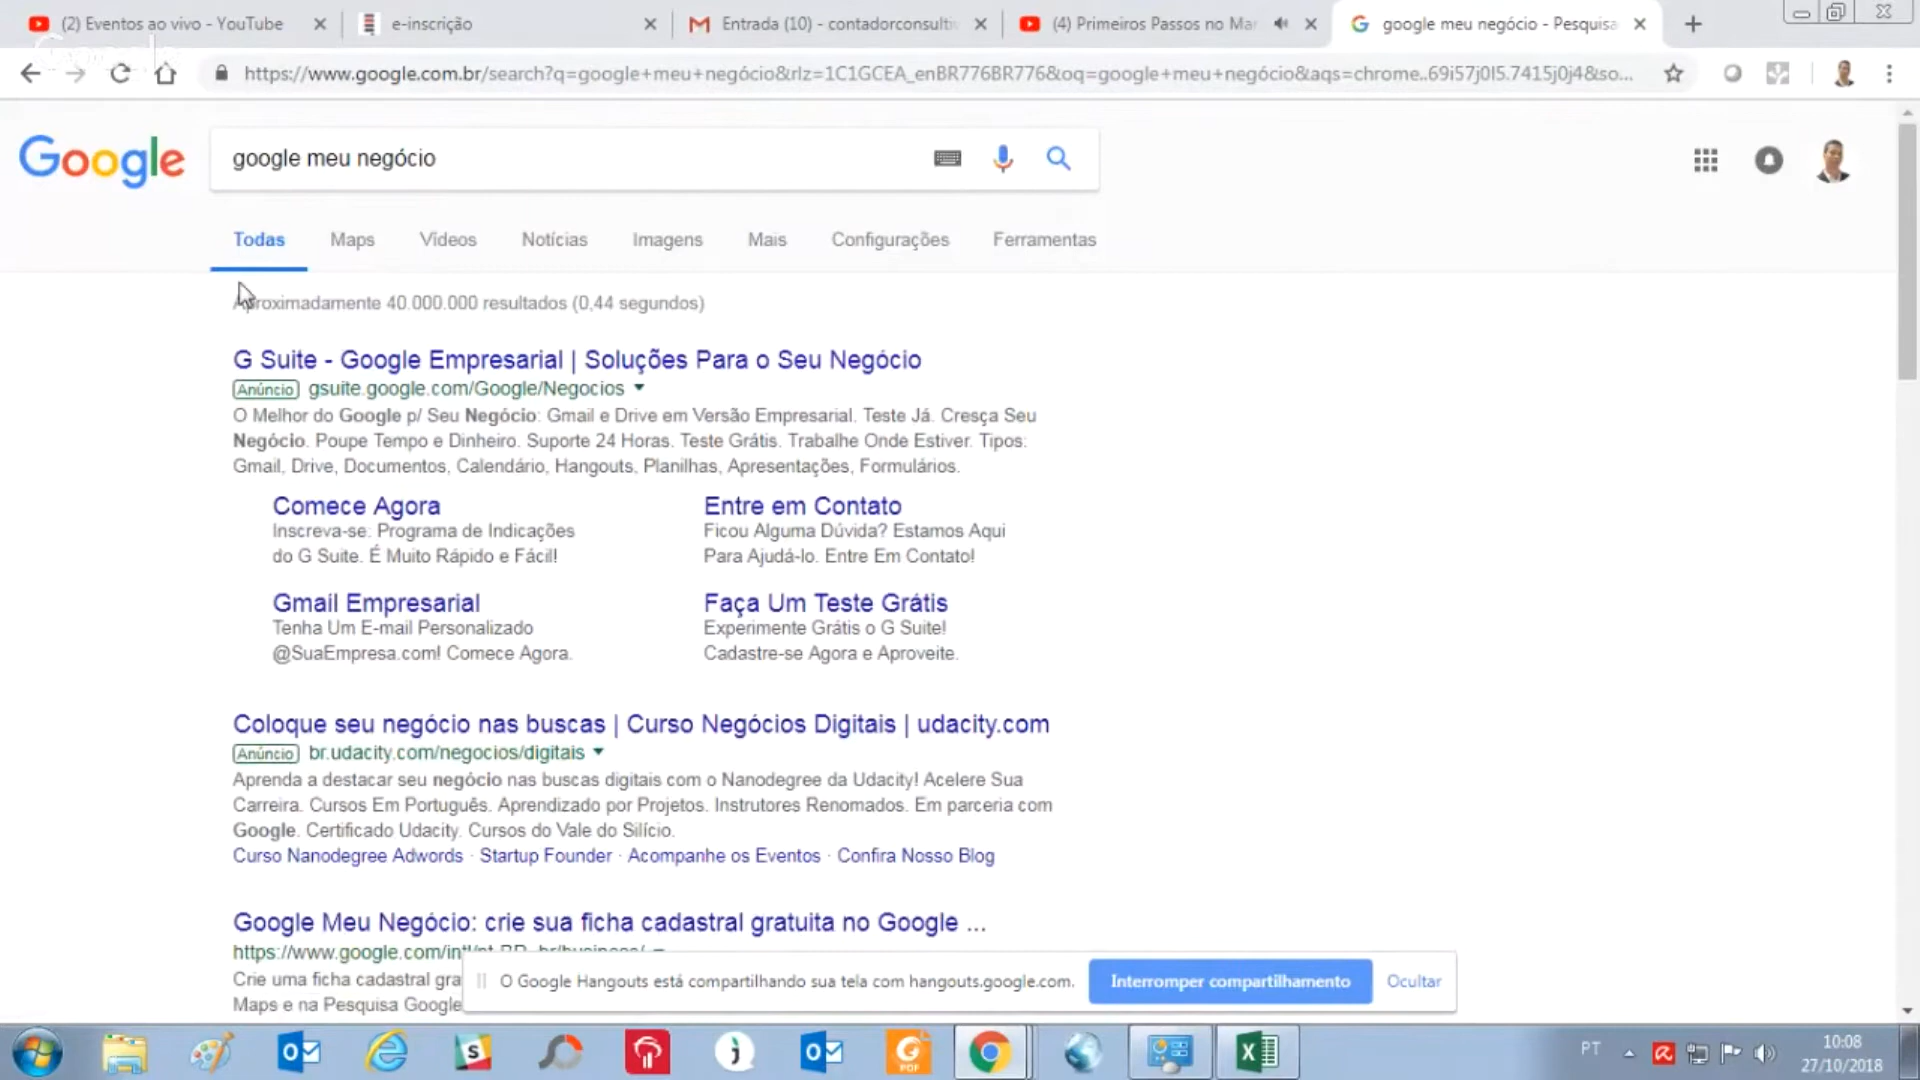 (2) Eventos ao vivo - YouTube
e-inscrição
Entrada (10) - contadorconsulti
(4) Primeiros Passos no Mar
google meu negócio - Pesquisa
https://www.google.com.br/search?q=google+meu+negócio&rlz=1C1GCEA_enBR776BR776&oq=google+meu+negócio&aqs=chrome..69i57j0l5.7415j0j4&so...
Google
google meu negócio
Todas Maps Vídeos Notícias Imagens Mais Configurações Ferramentas
Aproximadamente 40.000.000 resultados (0,44 segundos)
G Suite - Google Empresarial | Soluções Para o Seu Negócio
Anúncio gsuite.google.com/Google/Negocios
O Melhor do Google p/ Seu Negócio: Gmail e Drive em Versão Empresarial. Teste Já. Cresça Seu
Negócio. Poupe Tempo e Dinheiro. Suporte 24 Horas. Teste Grátis. Trabalhe Onde Estiver. Tipos:
Gmail, Drive, Documentos, Calendário, Hangouts, Planilhas, Apresentações, Formulários.
Comece Agora
Inscreva-se: Programa de Indicações
do G Suite. É Muito Rápido e Fácil!
Entre em Contato
Ficou Alguma Dúvida? Estamos Aqui
Para Ajudá-lo. Entre Em Contato!
Gmail Empresarial
Tenha Um E-mail Personalizado
@SuaEmpresa.com! Comece Agora.
Faça Um Teste Grátis
Experimente Grátis o G Suite!
Cadastre-se Agora e Aproveite.
Coloque seu negócio nas buscas | Curso Negócios Digitais | udacity.com
Anúncio br.udacity.com/negocios/digitais
Aprenda a destacar seu negócio nas buscas digitais com o Nanodegree da Udacity! Acelere Sua
Carreira. Cursos Em Português. Aprendizado por Projetos. Instrutores Renomados. Em parceria com
Google. Certificado Udacity. Cursos do Vale do Silício.
Curso Nanodegree Adwords · Startup Founder · Acompanhe os Eventos · Confira Nosso Blog
Google Meu Negócio: crie sua ficha cadastral gratuita no Google ...
https://www.google.com/intl/pt-BR_br/business/
Crie uma ficha cadastral gra
Maps e na Pesquisa Google
O Google Hangouts está compartilhando sua tela com hangouts.google.com.
Interromper compartilhamento
Ocultar
PT
10:08
27/10/2018